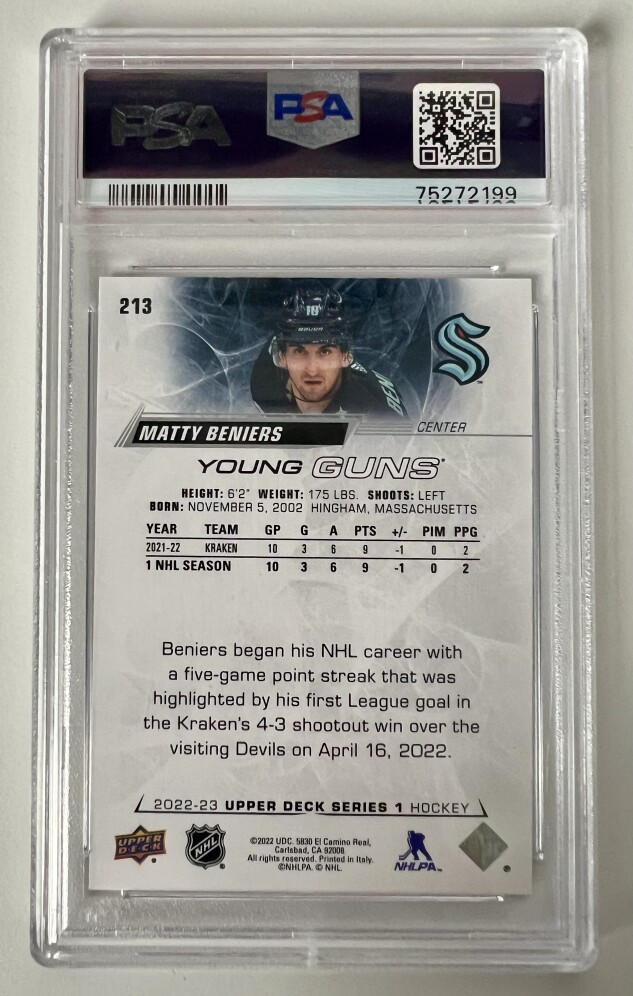 PSA PSA
75272199
213
10
BAUER
BENI
S
MATTY BENIERS
CENTER
YOUNG GUNS®
HEIGHT: 6'2" WEIGHT: 175 LBS. SHOOTS: LEFT
BORN: NOVEMBER 5, 2002 HINGHAM, MASSACHUSETTS
YEAR TEAM GP G A PTS +/- PIM PPG
2021-22 KRAKEN 10 3 6 9 -1 0 2
1 NHL SEASON 10 3 6 9 -1 0 2
Beniers began his NHL career with
a five-game point streak that was
highlighted by his first League goal in
the Kraken's 4-3 shootout win over the
visiting Devils on April 16, 2022.
2022-23 UPPER DECK SERIES 1 HOCKEY
UPPER DECK
NHL
©2022 UDC. 5830 El Camino Real,
Carlsbad, CA 92008.
All rights reserved. Printed in Italy.
©NHLPA. © NHL.
NHLPA™